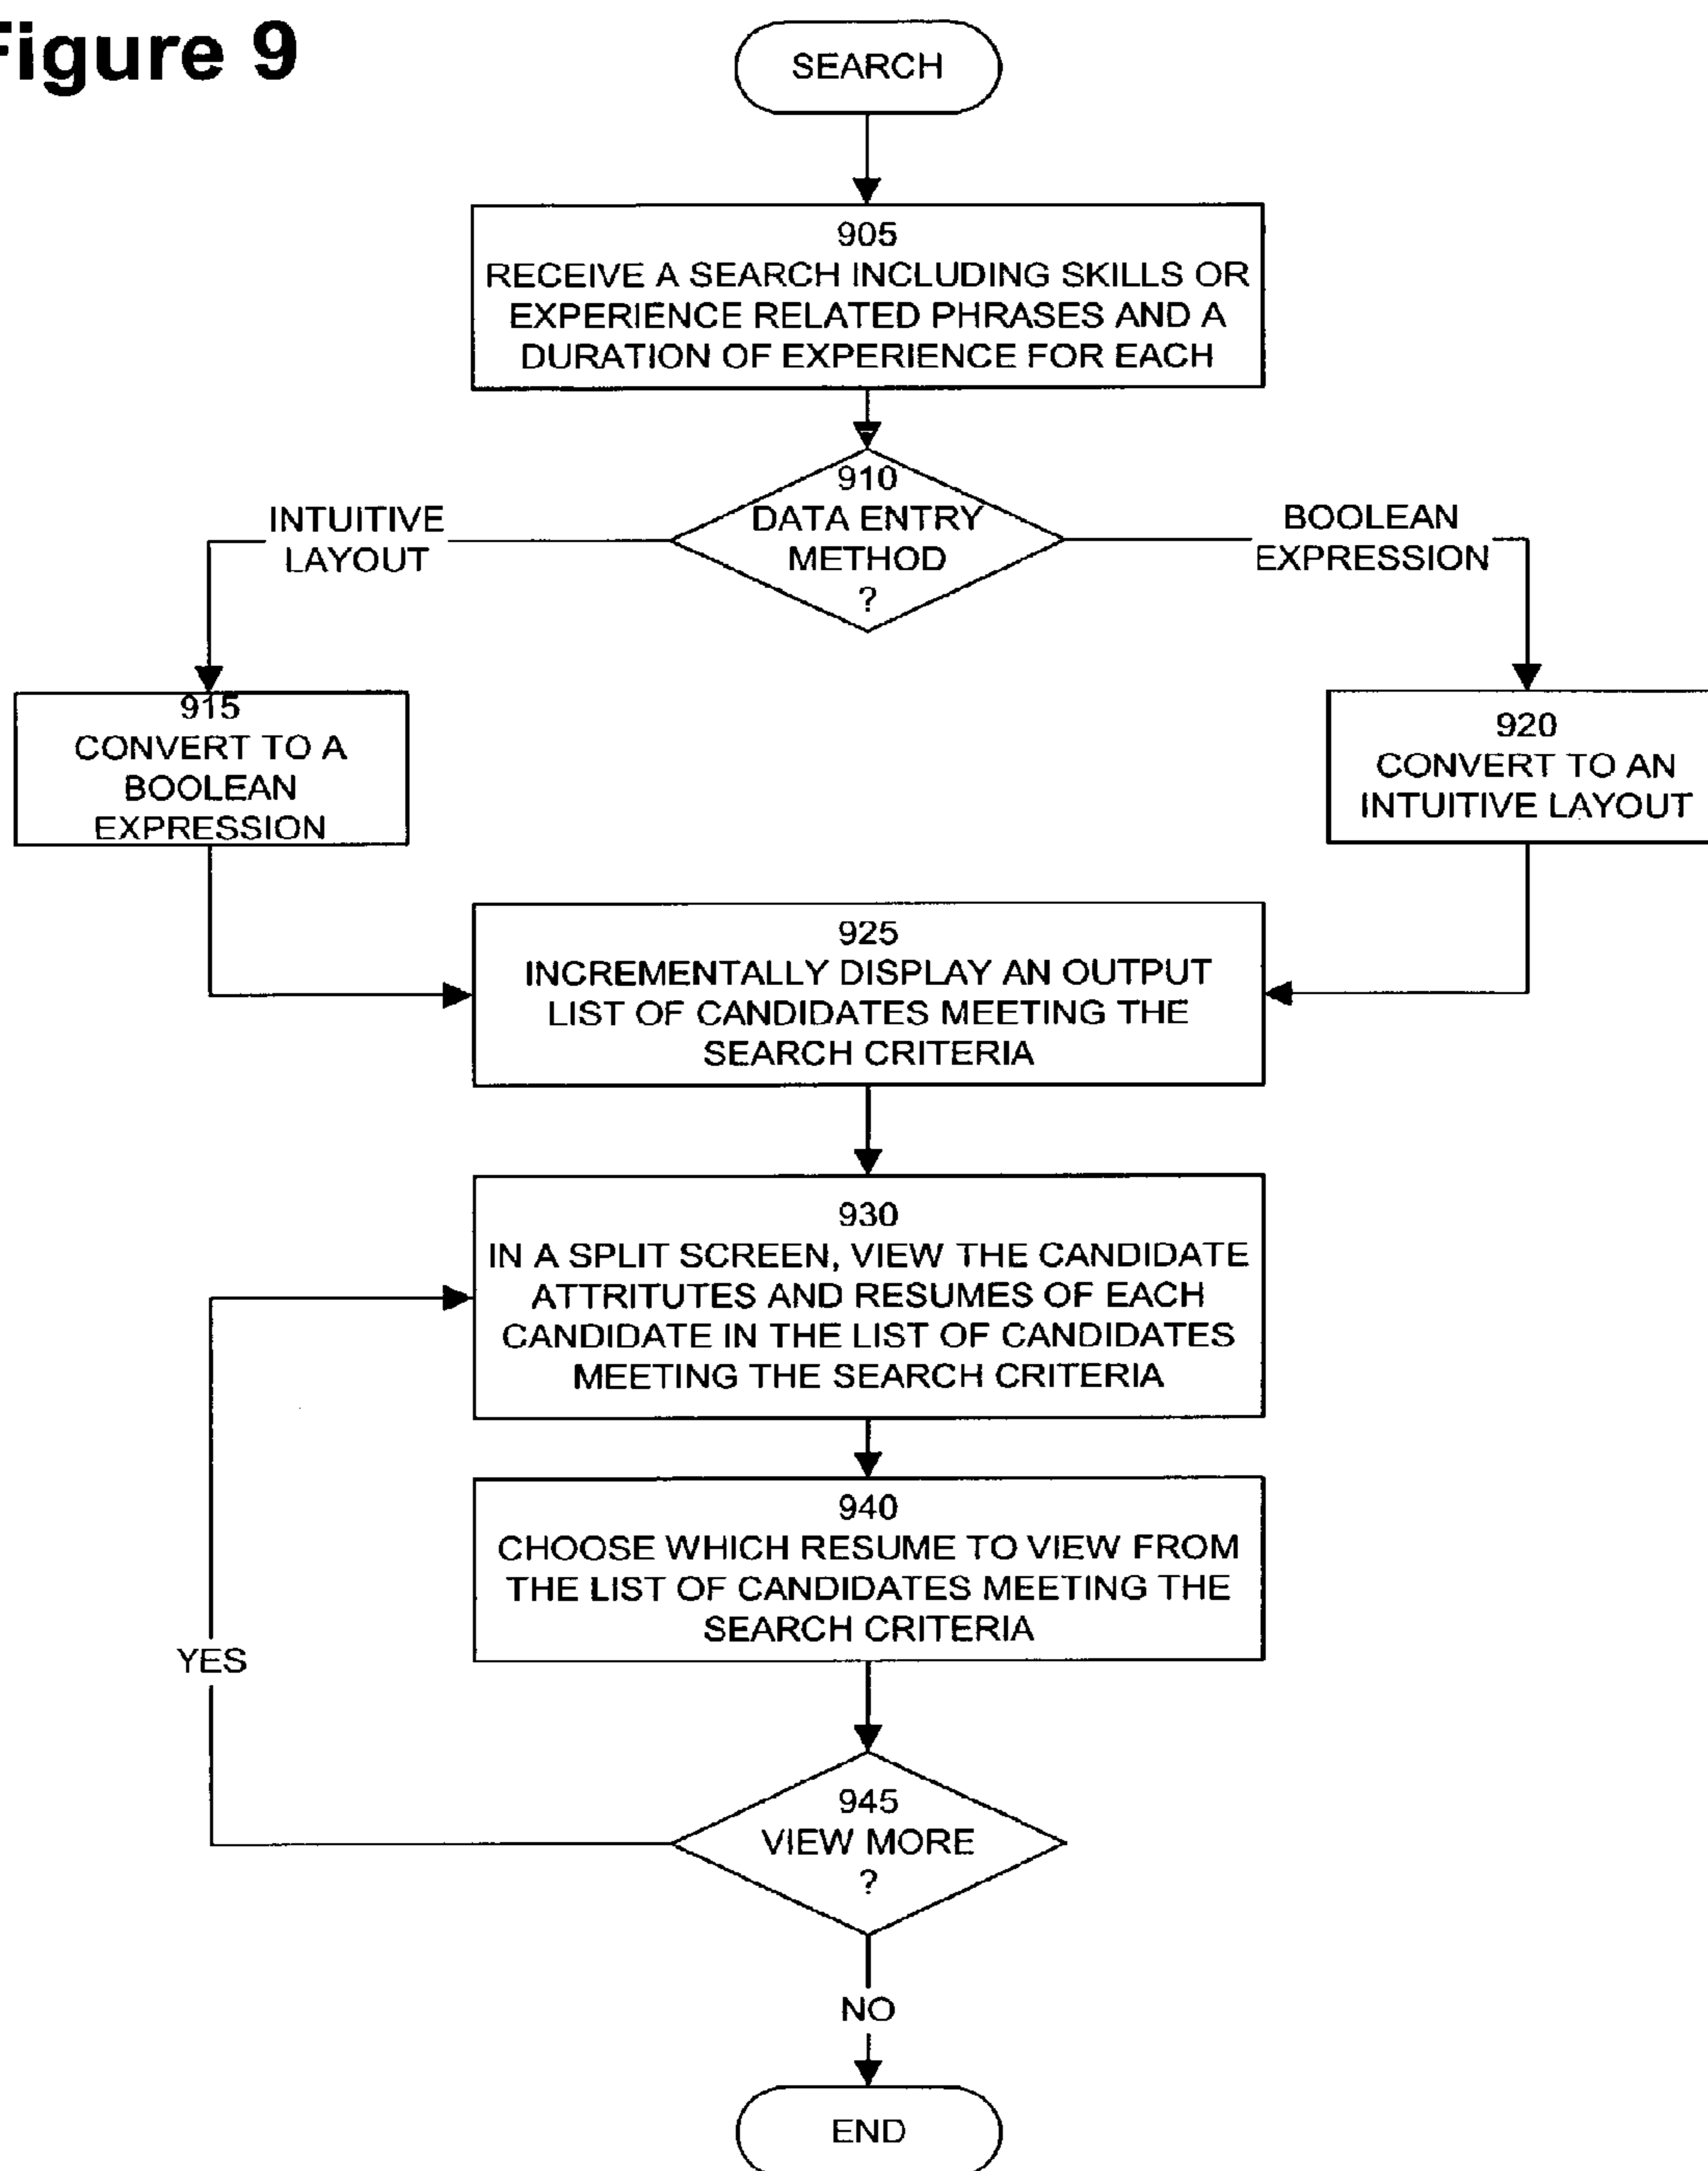 Figure 9
SEARCH
905
RECEIVE A SEARCH INCLUDING SKILLS OR
EXPERIENCE RELATED PHRASES AND A
DURATION OF EXPERIENCE FOR EACH
910
DATA ENTRY
METHOD
?
INTUITIVE
LAYOUT
BOOLEAN
EXPRESSION
915
CONVERT TO A
BOOLEAN
EXPRESSION
920
CONVERT TO AN
INTUITIVE LAYOUT
925
INCREMENTALLY DISPLAY AN OUTPUT
LIST OF CANDIDATES MEETING THE
SEARCH CRITERIA
930
IN A SPLIT SCREEN, VIEW THE CANDIDATE
ATTRITUTES AND RESUMES OF EACH
CANDIDATE IN THE LIST OF CANDIDATES
MEETING THE SEARCH CRITERIA
940
CHOOSE WHICH RESUME TO VIEW FROM
THE LIST OF CANDIDATES MEETING THE
SEARCH CRITERIA
YES
945
VIEW MORE
?
NO
END